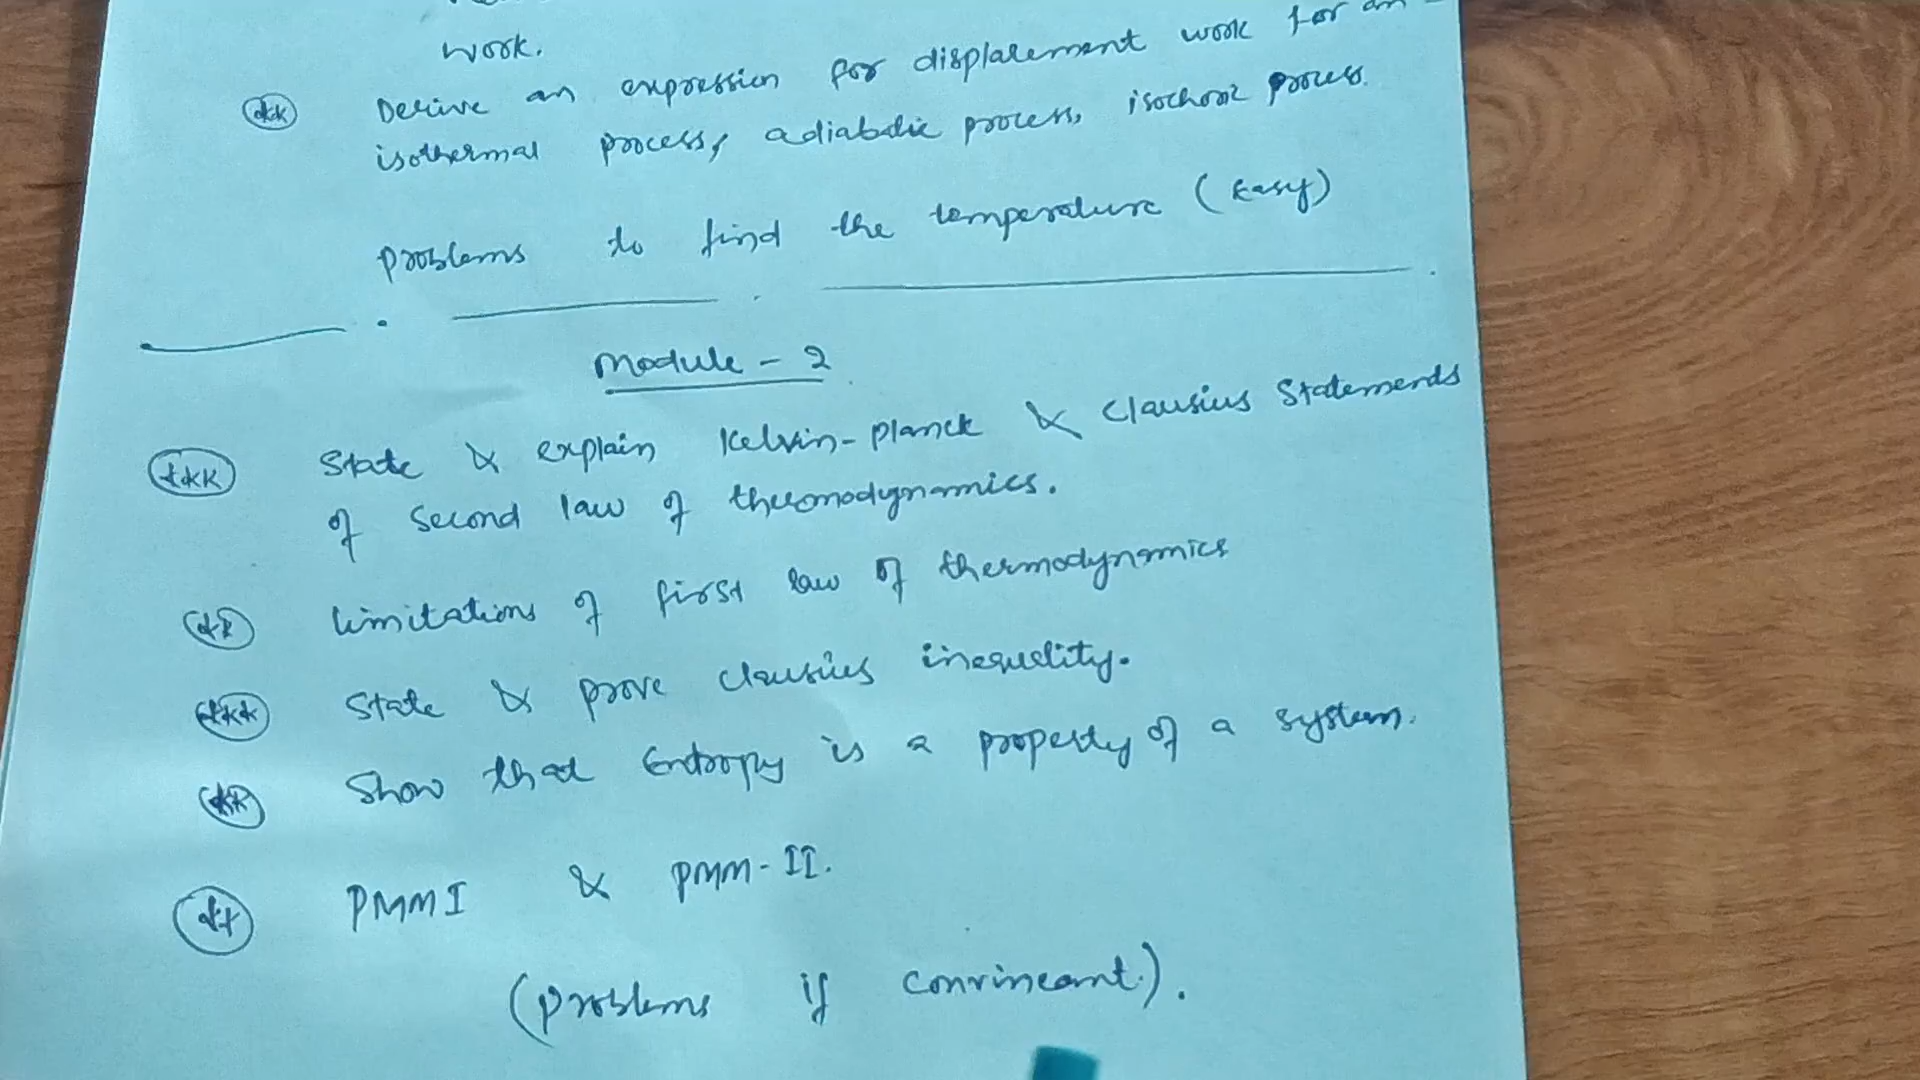 work.
Derive an expression for displacement work for an
isothermal process, adiabatic process, isochoric process.
problems to find the temperature (Easy)
Module - 2
State & explain Kelvin-planck & Clausius Statements
of Second law of thermodynamics.
limitations of first law of thermodynamics
State & prove Clausius inequality.
Show that Entropy is a property of a system.
PMMI & PMM-II.
(problems if convineant).